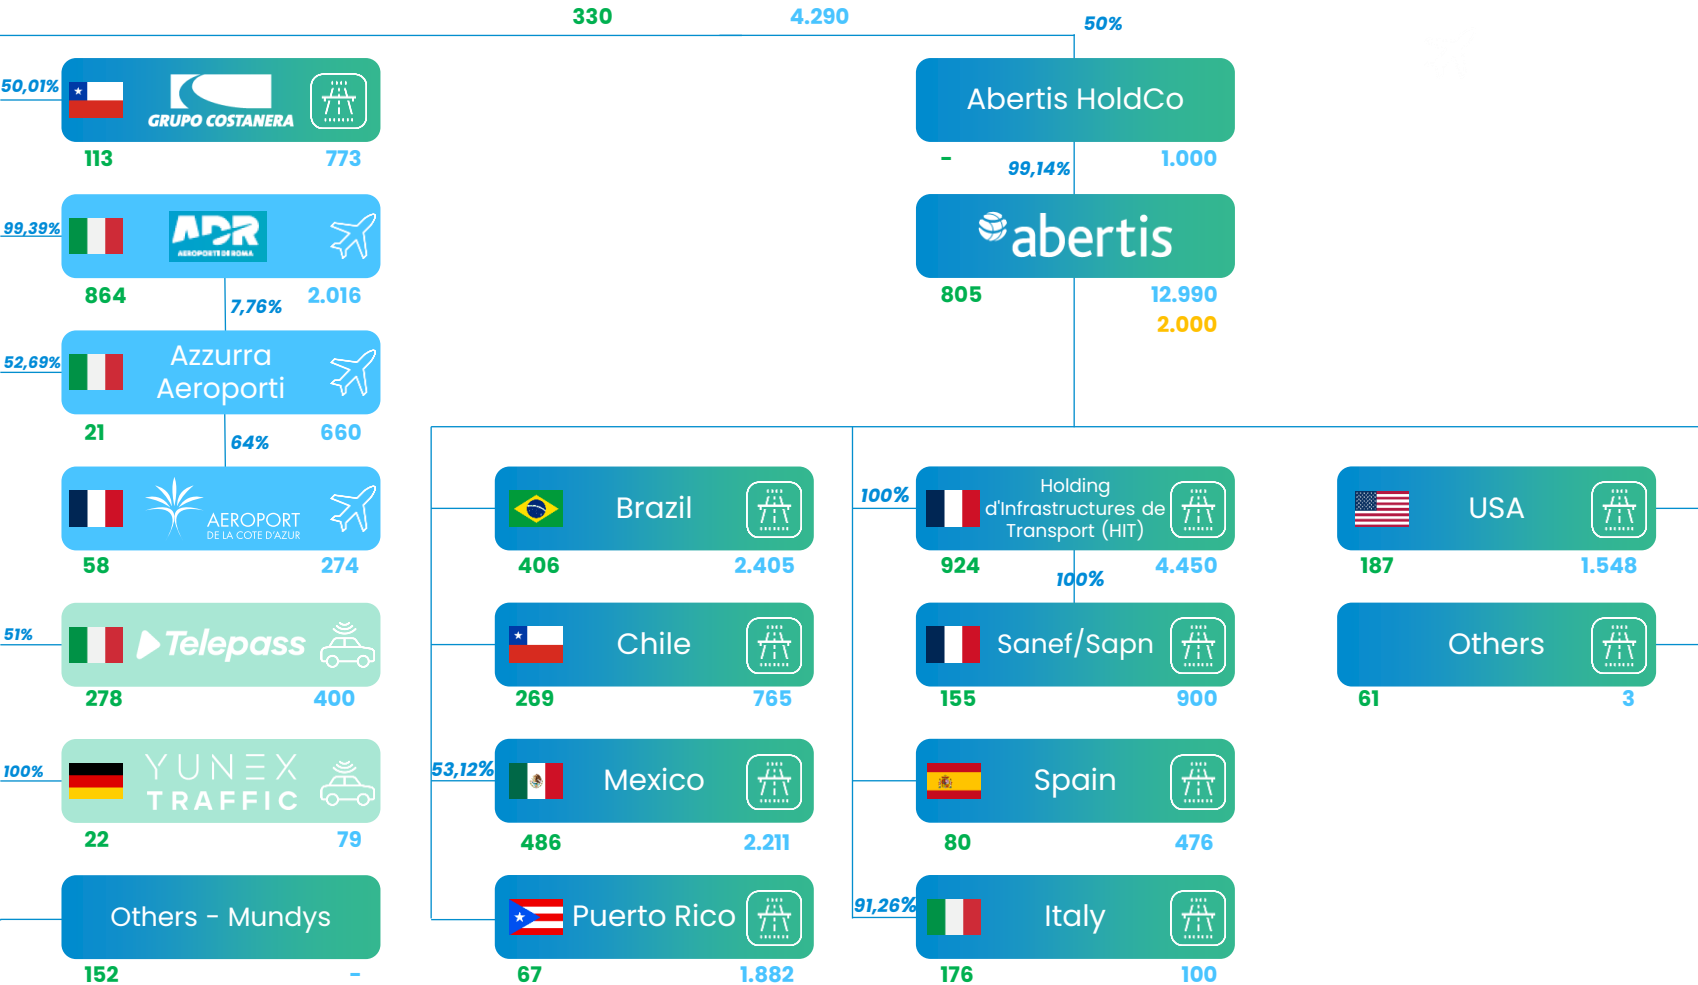 330
4.290
50%
50,01%
GRUPO COSTANERA
113
773
99,39%
ADR
AEROPORTI DI ROMA
864
2.016
7,76%
52,69%
Azzurra
Aeroporti
21
660
64%
AEROPORT
DE LA COTE D'AZUR
58
274
51%
Telepass
278
400
100%
YUNEX
TRAFFIC
22
79
Others - Mundys
152
-
Abertis HoldCo
-
1.000
99,14%
abertis
805
12.990
2.000
Brazil
406
2.405
Chile
269
765
53,12%
Mexico
486
2.211
Puerto Rico
67
1.882
100%
Holding
d'Infrastructures de
Transport (HIT)
924
4.450
100%
Sanef/Sapn
155
900
Spain
80
476
91,26%
Italy
176
100
USA
187
1.548
Others
61
3